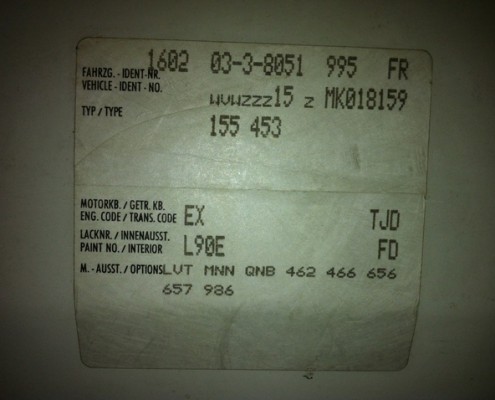 1602 03-3-8051 995 FR
FAHRZG. - IDENT-NR.
VEHICLE - IDENT - NO. WVWZZZ15 Z MK018159
TYP / TYPE 155 453
MOTORKB. / GETR. KB.
ENG. CODE / TRANS. CODE EX TJD
LACKNR. / INNENAUSST.
PAINT NO. / INTERIOR L90E FD
M. - AUSST. / OPTIONS LVT MNN QNB 462 466 656
657 986